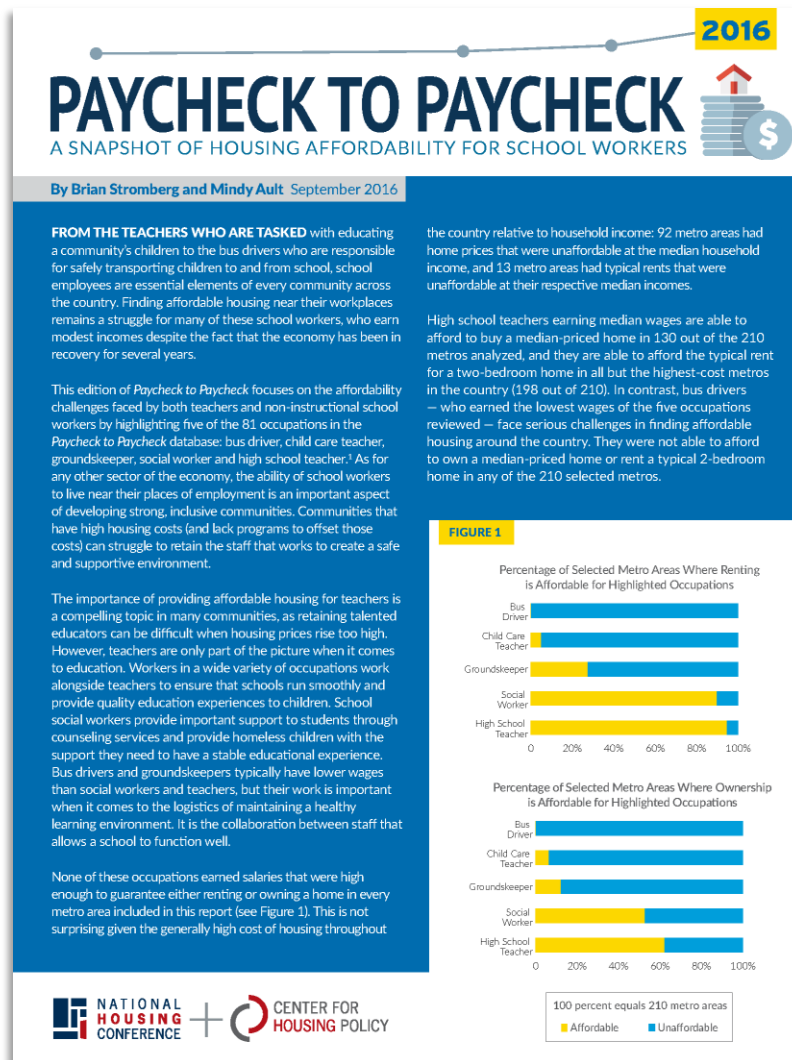 2016
PAYCHECK TO PAYCHECK
A SNAPSHOT OF HOUSING AFFORDABILITY FOR SCHOOL WORKERS
$
By Brian Stromberg and Mindy Ault September 2016
FROM THE TEACHERS WHO ARE TASKED with educating
a community's children to the bus drivers who are responsible
for safely transporting children to and from school, school
employees are essential elements of every community across
the country. Finding affordable housing near their workplaces
remains a struggle for many of these school workers, who earn
modest incomes despite the fact that the economy has been in
recovery for several years.
This edition of Paycheck to Paycheck focuses on the affordability
challenges faced by both teachers and non-instructional school
workers by highlighting five of the 81 occupations in the
Paycheck to Paycheck database: bus driver, child care teacher,
groundskeeper, social worker and high school teacher.¹ As for
any other sector of the economy, the ability of school workers
to live near their places of employment is an important aspect
of developing strong, inclusive communities. Communities that
have high housing costs (and lack programs to offset those
costs) can struggle to retain the staff that works to create a safe
and supportive environment.
The importance of providing affordable housing for teachers is
a compelling topic in many communities, as retaining talented
educators can be difficult when housing prices rise too high.
However, teachers are only part of the picture when it comes
to education. Workers in a wide variety of occupations work
alongside teachers to ensure that schools run smoothly and
provide quality education experiences to children. School
social workers provide important support to students through
counseling services and provide homeless children with the
support they need to have a stable educational experience.
Bus drivers and groundskeepers typically have lower wages
than social workers and teachers, but their work is important
when it comes to the logistics of maintaining a healthy
learning environment. It is the collaboration between staff that
allows a school to function well.
None of these occupations earned salaries that were high
enough to guarantee either renting or owning a home in every
metro area included in this report (see Figure 1). This is not
surprising given the generally high cost of housing throughout
the country relative to household income: 92 metro areas had
home prices that were unaffordable at the median household
income, and 13 metro areas had typical rents that were
unaffordable at their respective median incomes.
High school teachers earning median wages are able to
afford to buy a median-priced home in 130 out of the 210
metros analyzed, and they are able to afford the typical rent
for a two-bedroom home in all but the highest-cost metros
in the country (198 out of 210). In contrast, bus drivers
— who earned the lowest wages of the five occupations
reviewed — face serious challenges in finding affordable
housing around the country. They were not able to afford
to own a median-priced home or rent a typical 2-bedroom
home in any of the 210 selected metros.
FIGURE 1
Percentage of Selected Metro Areas Where Renting
is Affordable for Highlighted Occupations
Bus
Driver
Child Care
Teacher
Groundskeeper
Social
Worker
High School
Teacher
0 20% 40% 60% 80% 100%
Percentage of Selected Metro Areas Where Ownership
is Affordable for Highlighted Occupations
Bus
Driver
Child Care
Teacher
Groundskeeper
Social
Worker
High School
Teacher
0 20% 40% 60% 80% 100%
100 percent equals 210 metro areas
Affordable Unaffordable
NATIONAL
HOUSING
CONFERENCE
+
CENTER FOR
HOUSING POLICY